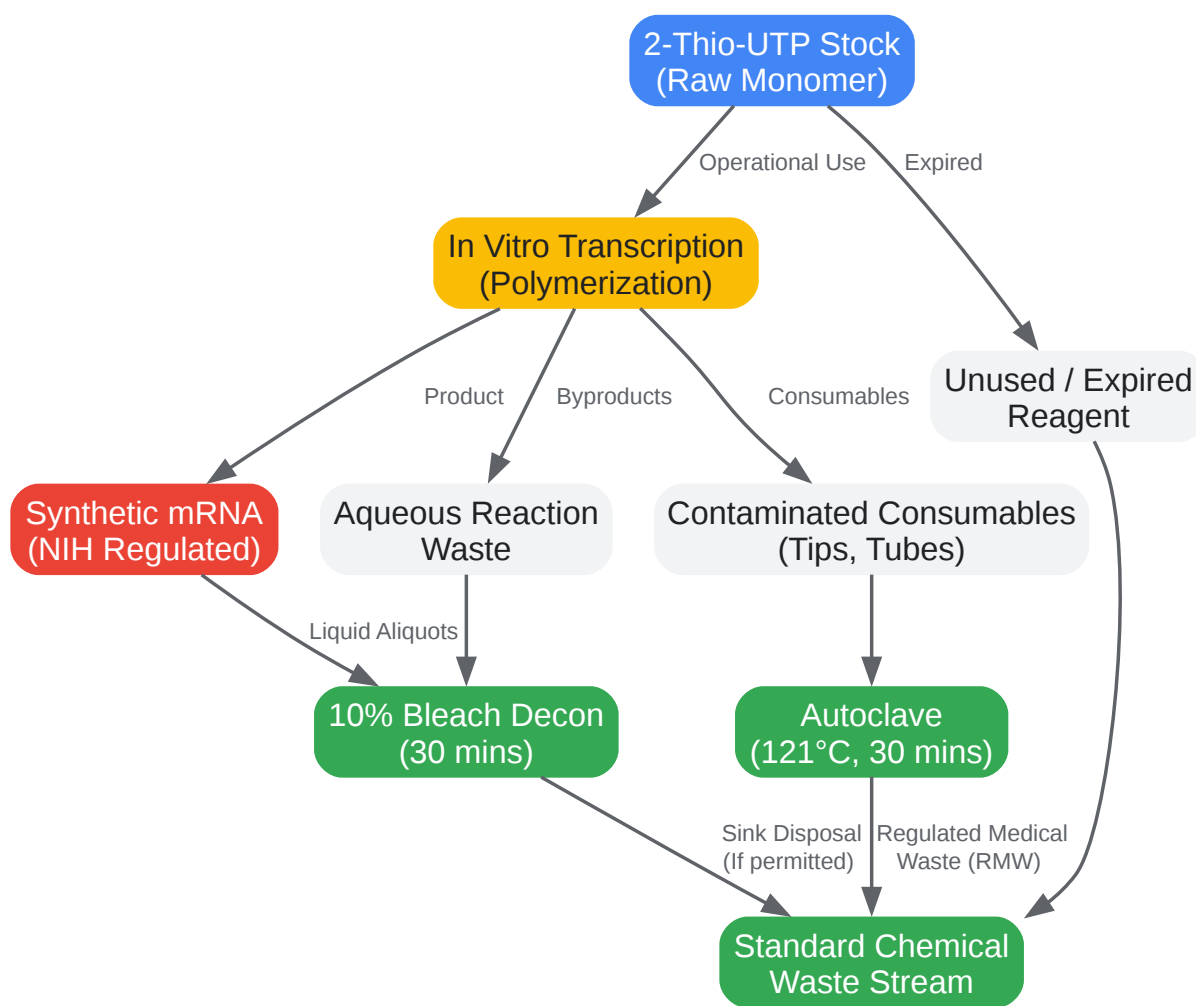 2-Thio-UTP Stock
(Raw Monomer)
Operational Use
Expired
In Vitro Transcription
(Polymerization)
Unused / Expired
Reagent
Product
Byproducts
Consumables
Synthetic mRNA
(NIH Regulated)
Aqueous Reaction
Waste
Contaminated Consumables
(Tips, Tubes)
Liquid Aliquots
10% Bleach Decon
(30 mins)
Autoclave
(121°C, 30 mins)
Sink Disposal
(If permitted)
Regulated Medical
Waste (RMW)
Standard Chemical
Waste Stream